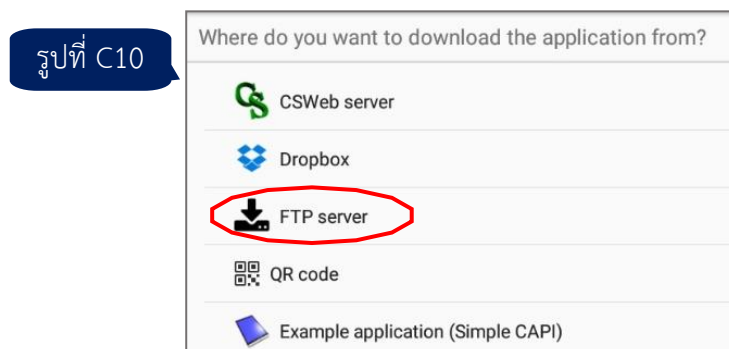 รูปที่ C10
Where do you want to download the application from?
CSWeb server
Dropbox
FTP server
QR code
Example application (Simple CAPI)